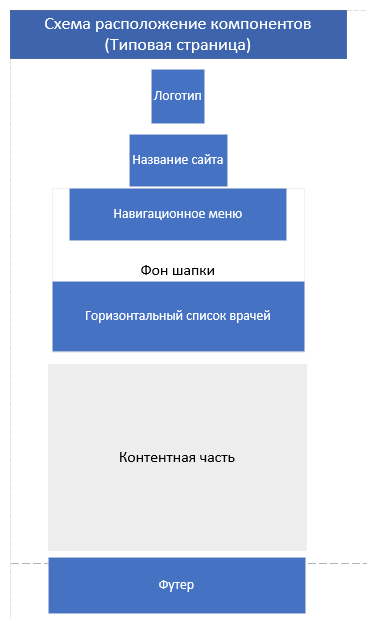 Схема расположение компонентов
(Типовая страница)
Логотип
Название сайта
Навигационное меню
Фон шапки
Горизонтальный список врачей
Контентная часть
Футер